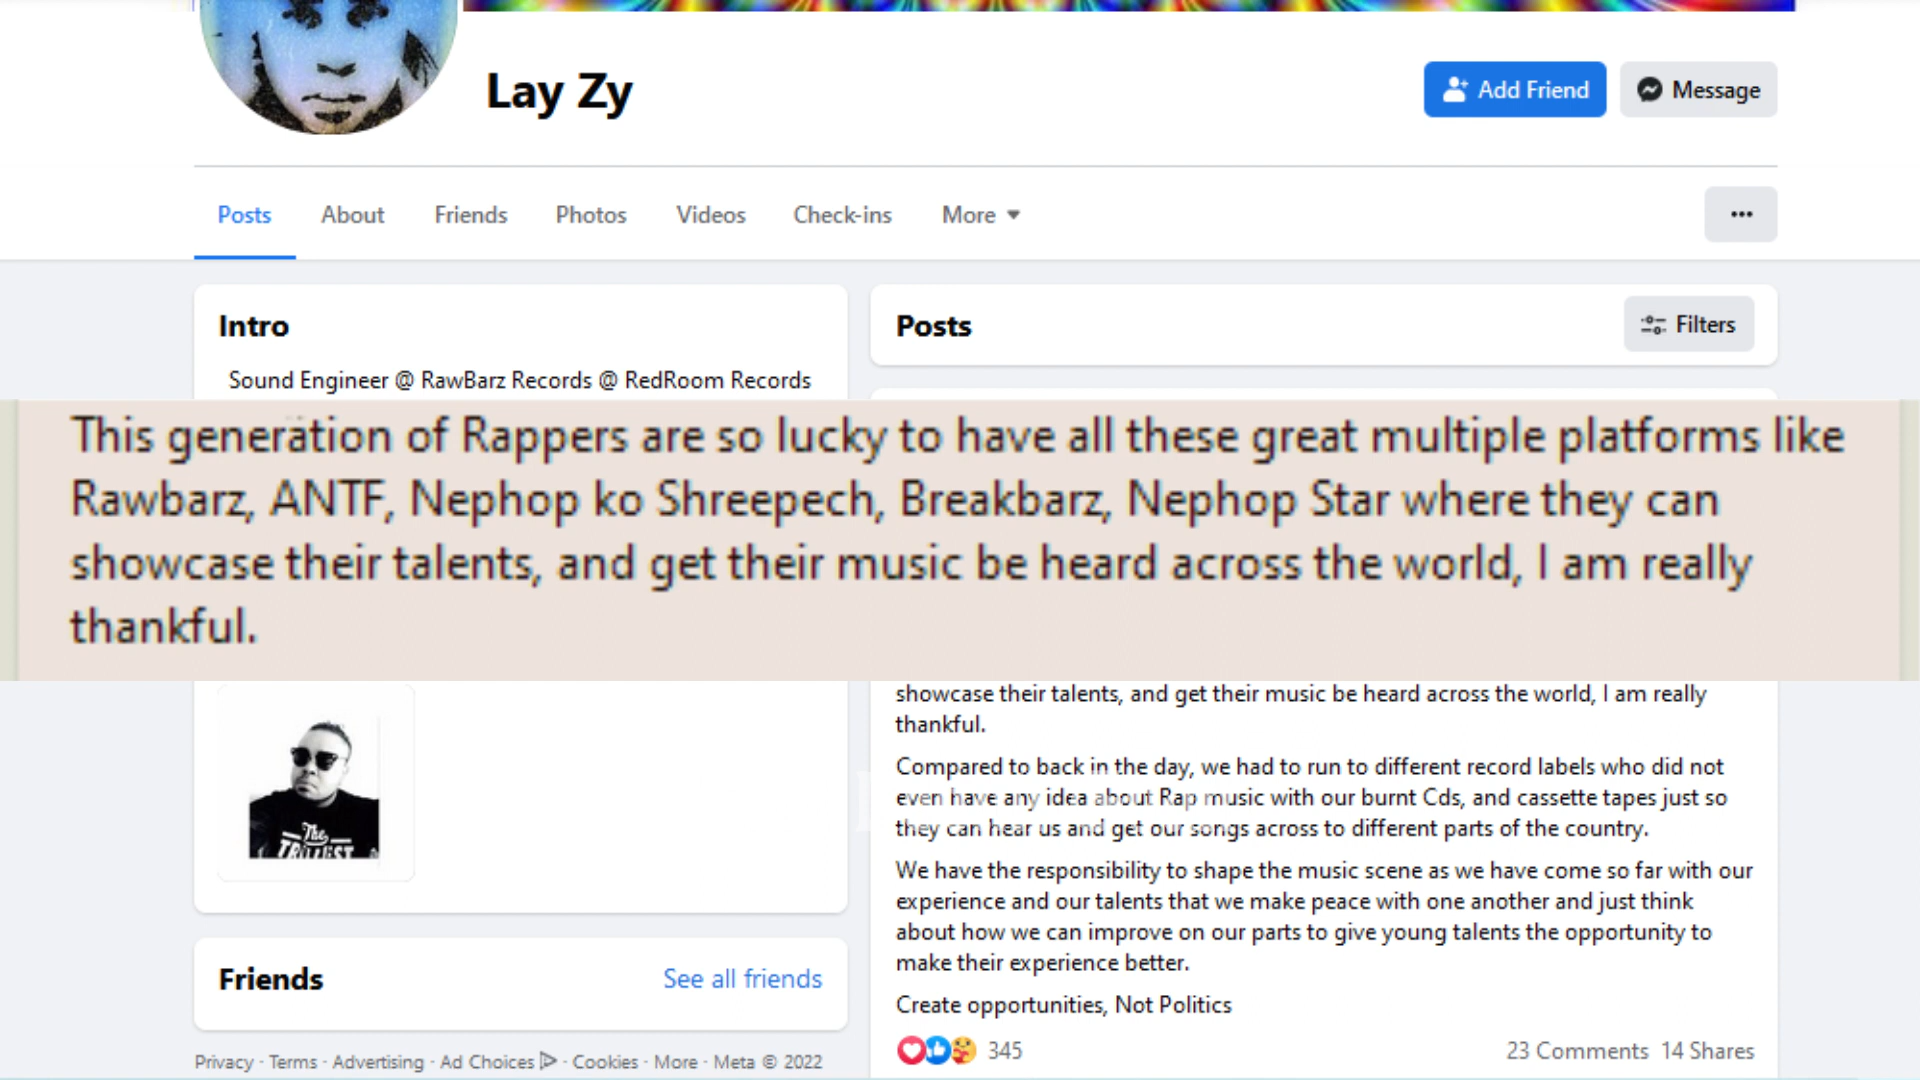 Lay Zy
Add Friend
Message
Posts
About
Friends
Photos
Videos
Check-ins
More
Intro
Sound Engineer @ RawBarz Records @ RedRoom Records
Posts
Filters
This generation of Rappers are so lucky to have all these great multiple platforms like
Rawbarz, ANTF, Nephop ko Shreepech, Breakbarz, Nephop Star where they can
showcase their talents, and get their music be heard across the world, I am really
thankful.
The
TRILLEST
Friends
See all friends
Privacy · Terms · Advertising · Ad Choices · Cookies · More · Meta © 2022
showcase their talents, and get their music be heard across the world, I am really
thankful.
Compared to back in the day, we had to run to different record labels who did not
even have any idea about Rap music with our burnt Cds, and cassette tapes just so
they can hear us and get our songs across to different parts of the country.
We have the responsibility to shape the music scene as we have come so far with our
experience and our talents that we make peace with one another and just think
about how we can improve on our parts to give young talents the opportunity to
make their experience better.
Create opportunities, Not Politics
345
23 Comments 14 Shares